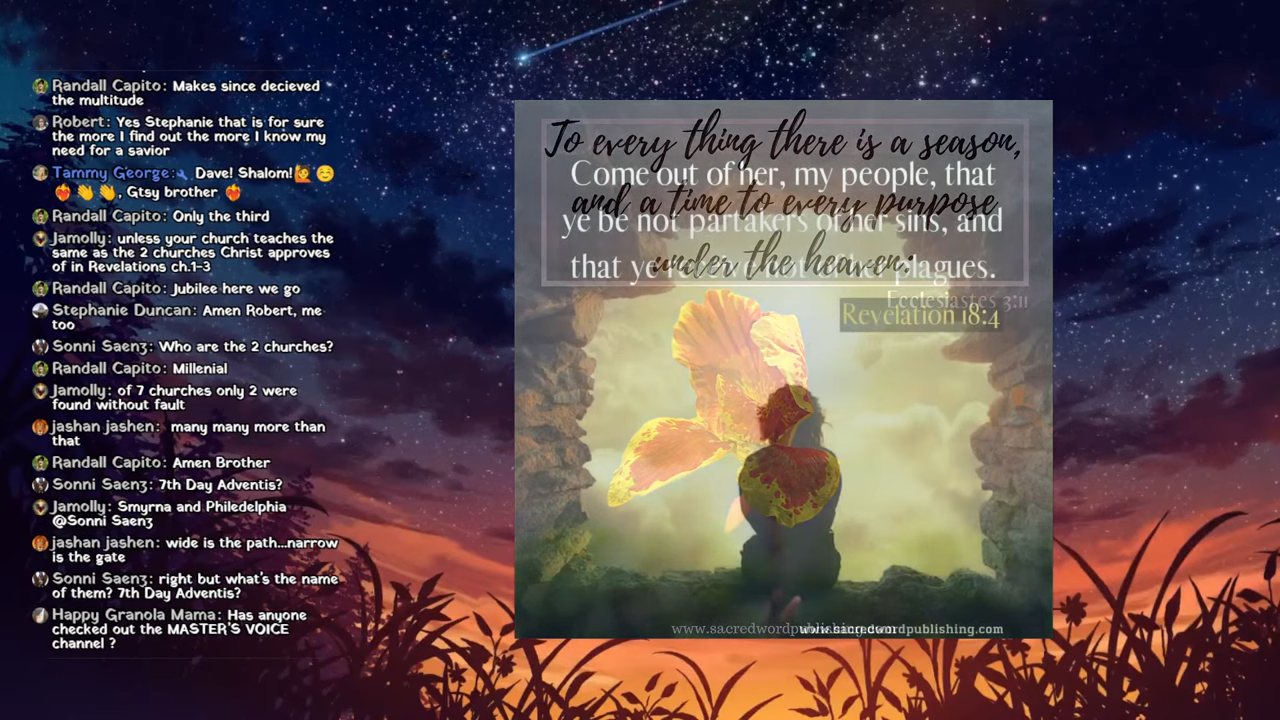 Randall Capito: Makes since decieved
the multitude
Robert: Yes Stephanie that is for sure
the more I find out the more I know my
need for a savior
Tammy George: Dave! Shalom!🙋☺️
❤️‍🔥👋👋, Gtsy brother ❤️‍🔥
Randall Capito: Only the third
Jamolly: unless your church teaches the
same as the 2 churches Christ approves
of in Revelations ch.1-3
Randall Capito: Jubilee here we go
Stephanie Duncan: Amen Robert, me
too
Sonni Saenz: Who are the 2 churches?
Randall Capito: Millenial
Jamolly: of 7 churches only 2 were
found without fault
jashan jashen: many many more than
that
Randall Capito: Amen Brother
Sonni Saenz: 7th Day Adventis?
Jamolly: Smyrna and Philedelphia
@Sonni Saenz
jashan jashen: wide is the path...narrow
is the gate
Sonni Saenz: right but what's the name
of them? 7th Day Adventis?
Happy Granola Mama: Has anyone
checked out the MASTER'S VOICE
channel ?
To every thing there is a season,
Come out of her, my people, that
and a time to every purpose
ye be not partakers of her sins, and
under the heaven:
that ye plagues.
Ecclesiastes 3:11
Revelation 18:4
www.sacredwordpublishing.com
www.sacredwordpublishing.com